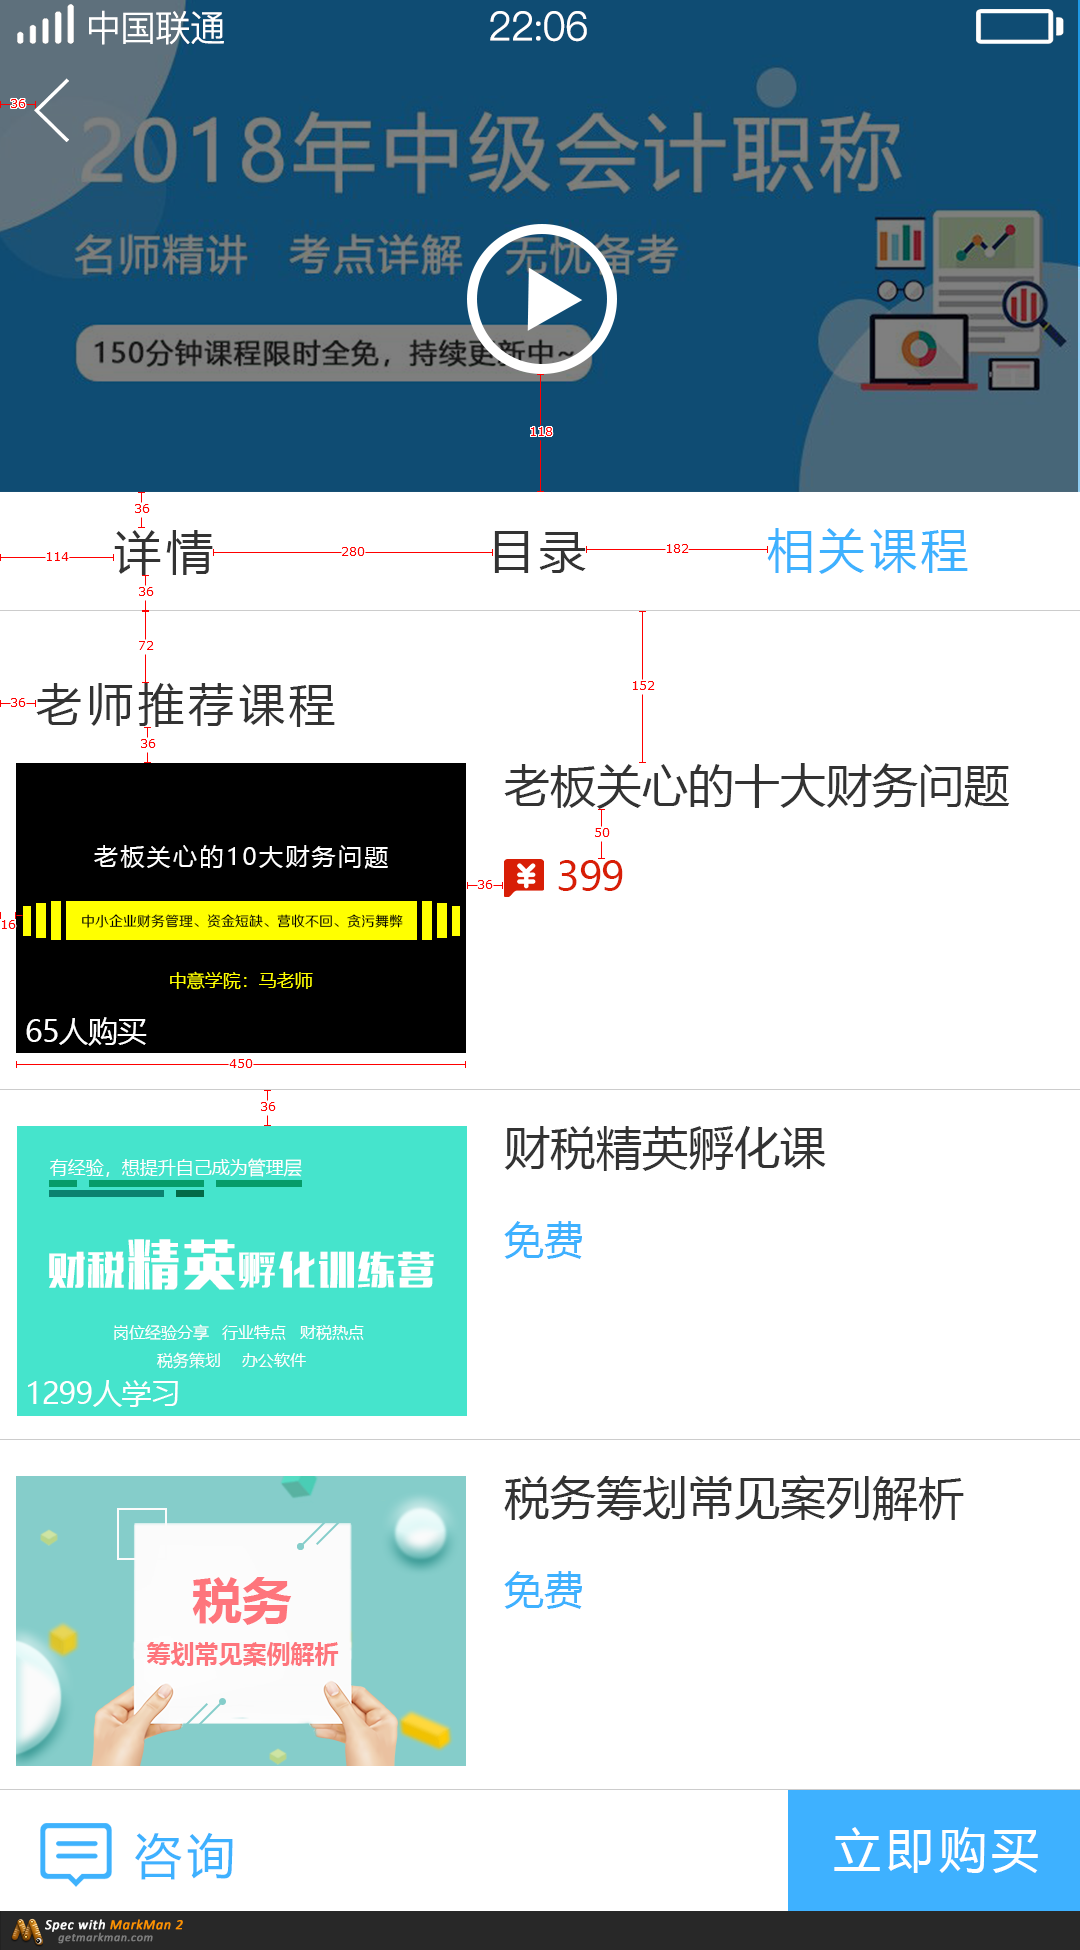 中国联通 22:06
36
2018年中级会计职称
名师精讲 考点详解 无忧备考
150分钟课程限时全免，持续更新中~
118
36
114 详情 280 目录 182 相关课程
36
72
152
36 老师推荐课程
36
老板关心的十大财务问题
50
老板关心的10大财务问题
36 ¥ 399
16 中小企业财务管理、资金短缺、营收不回、贪污舞弊
中意学院：马老师
65人购买
450
36
财税精英孵化课
有经验，想提升自己成为管理层
免费
财税精英孵化训练营
岗位经验分享 行业特点 财税热点
税务策划 办公软件
1299人学习
税务筹划常见案列解析
免费
税务
筹划常见案例解析
咨询 立即购买
Spec with MarkMan 2
getmarkman.com